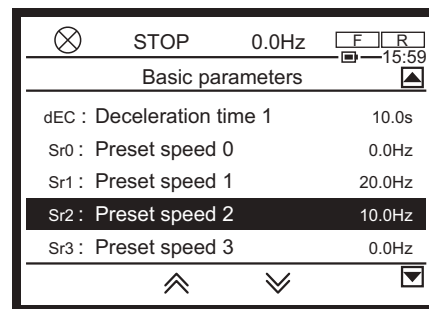 STOP 0.0Hz F R
15:59
Basic parameters
dEC : Deceleration time 1 10.0s
Sr0 : Preset speed 0 0.0Hz
Sr1 : Preset speed 1 20.0Hz
Sr2 : Preset speed 2 10.0Hz
Sr3 : Preset speed 3 0.0Hz